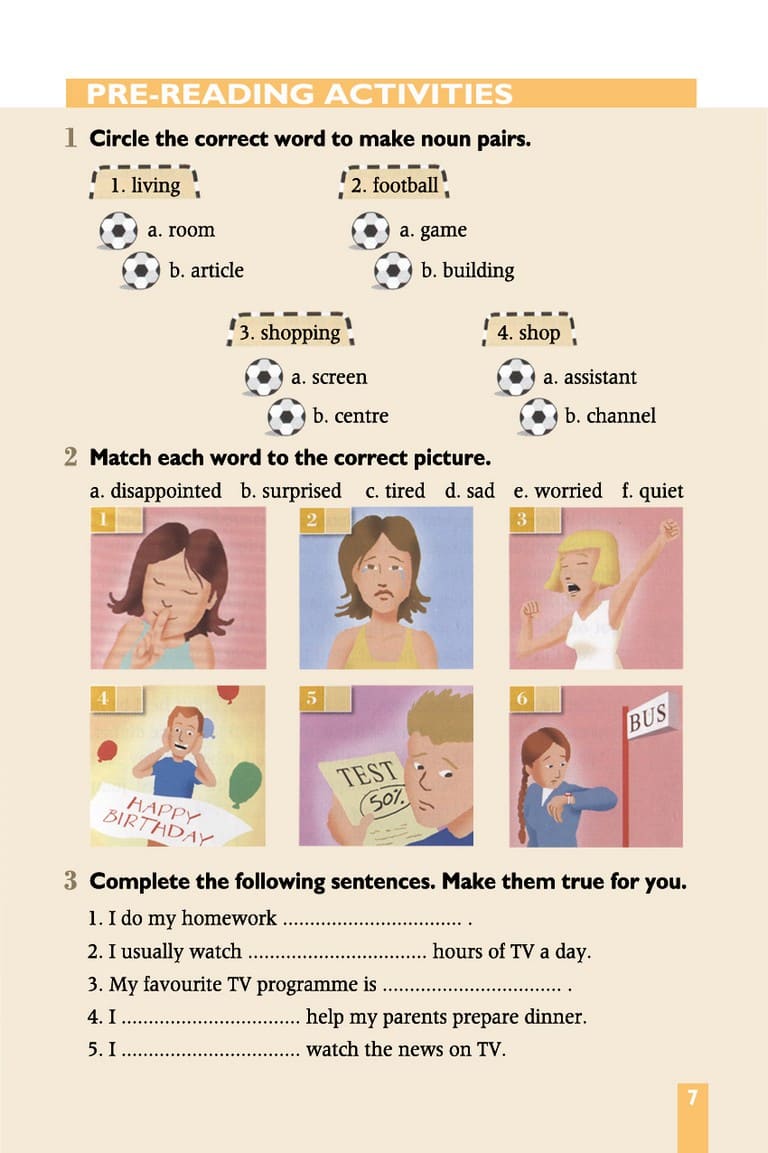 PRE-READING ACTIVITIES
1 Circle the correct word to make noun pairs.
1. living
a. room
b. article
2. football
a. game
b. building
3. shopping
a. screen
b. centre
4. shop
a. assistant
b. channel
2 Match each word to the correct picture.
a. disappointed b. surprised c. tired d. sad e. worried f. quiet
1
2
3
4
HAPPY
BIRTHDAY
5
TEST
50%
6
BUS
3 Complete the following sentences. Make them true for you.
1. I do my homework ................................. .
2. I usually watch ................................. hours of TV a day.
3. My favourite TV programme is ................................. .
4. I ................................. help my parents prepare dinner.
5. I ................................. watch the news on TV.
7